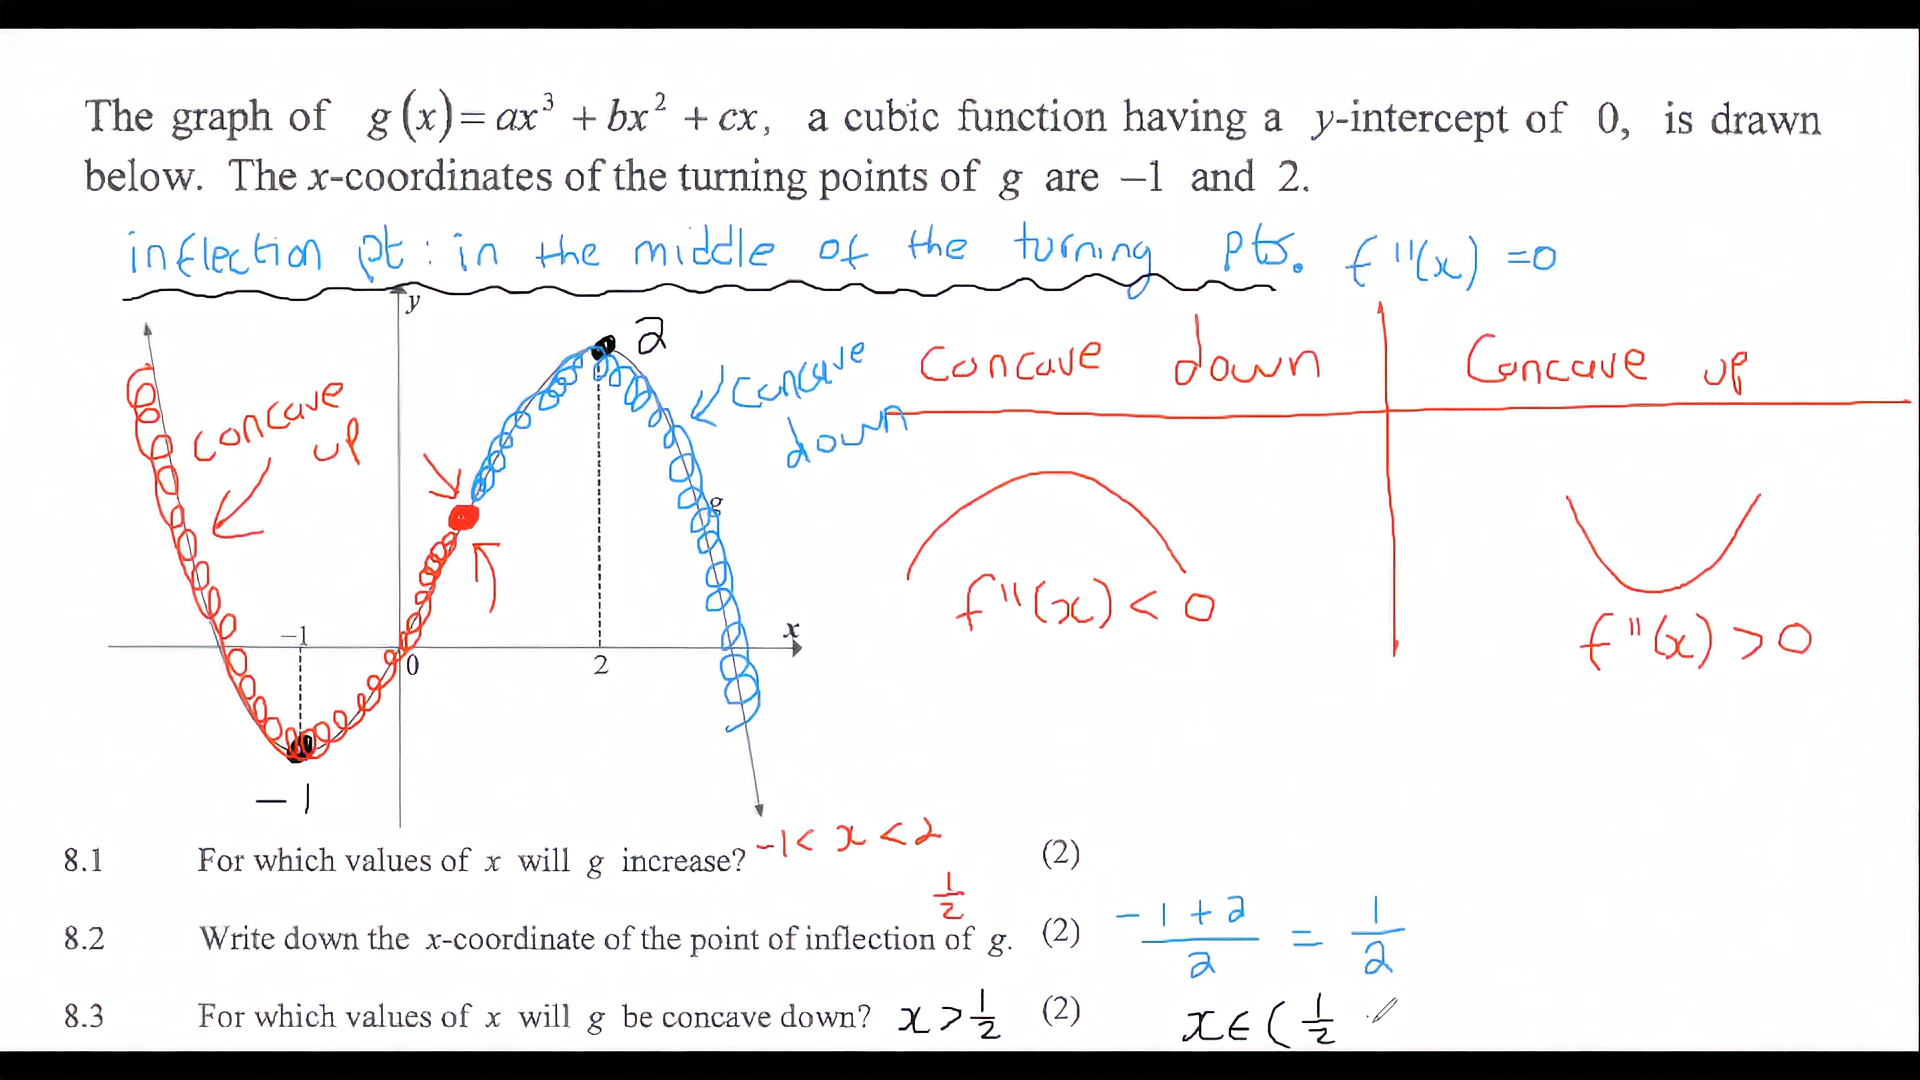 The graph of g(x) = ax³ + bx² + cx, a cubic function having a y-intercept of 0, is drawn
below. The x-coordinates of the turning points of g are –1 and 2.
inflection pt : in the middle of the turning pts. f''(x) = 0
y
2
concave down
concave up
Concave down
Concave up
g
f''(x) < 0
f''(x) > 0
–1
x
0
2
–1
8.1 For which values of x will g increase? -1 < x < 2 (2)
1/2
8.2 Write down the x-coordinate of the point of inflection of g. (2) (-1+2)/2 = 1/2
8.3 For which values of x will g be concave down? x > 1/2 (2) x ∈ ( 1/2